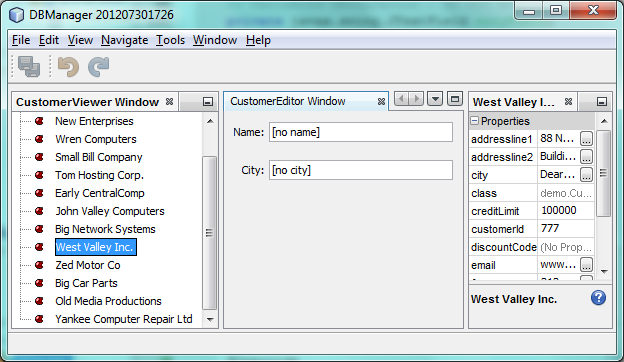 DBManager 201207301726
File Edit View Navigate Tools Window Help
CustomerViewer Window
New Enterprises
Wren Computers
Small Bill Company
Tom Hosting Corp.
Early CentralComp
John Valley Computers
Big Network Systems
West Valley Inc.
Zed Motor Co
Big Car Parts
Old Media Productions
Yankee Computer Repair Ltd
CustomerEditor Window
Name: [no name]
City: [no city]
West Valley I...
Properties
addressline1 88 N... ...
addressline2 Buildi... ...
city Dear... ...
class demo.Cu...
creditLimit 100000
customerId 777
discountCode (No Prop...
email www... ...
West Valley Inc.
?